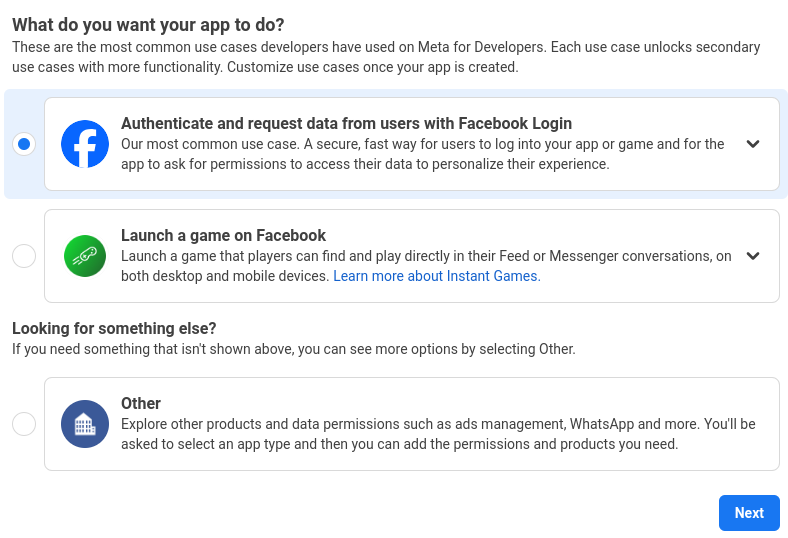 What do you want your app to do?
These are the most common use cases developers have used on Meta for Developers. Each use case unlocks secondary
use cases with more functionality. Customize use cases once your app is created.
Authenticate and request data from users with Facebook Login
Our most common use case. A secure, fast way for users to log into your app or game and for the
app to ask for permissions to access their data to personalize their experience.
Launch a game on Facebook
Launch a game that players can find and play directly in their Feed or Messenger conversations, on
both desktop and mobile devices. Learn more about Instant Games.
Looking for something else?
If you need something that isn't shown above, you can see more options by selecting Other.
Other
Explore other products and data permissions such as ads management, WhatsApp and more. You'll be
asked to select an app type and then you can add the permissions and products you need.
Next